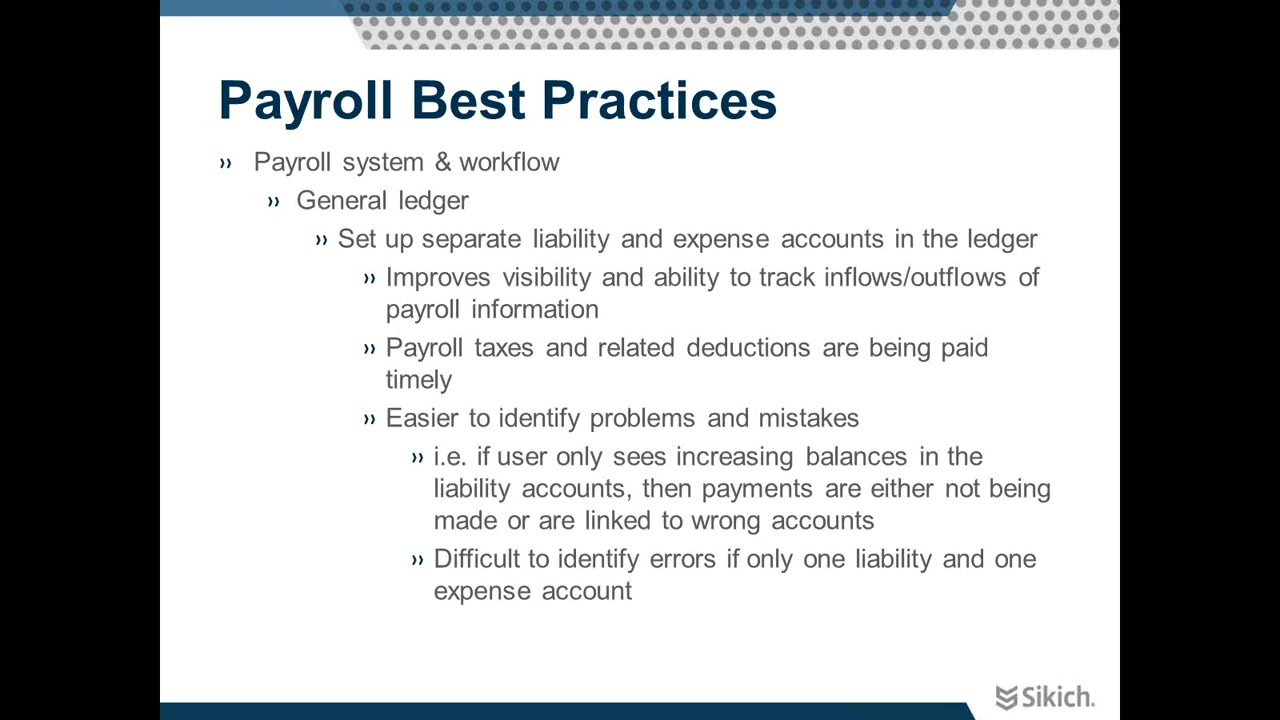 Payroll Best Practices
›› Payroll system & workflow
›› General ledger
›› Set up separate liability and expense accounts in the ledger
›› Improves visibility and ability to track inflows/outflows of
payroll information
›› Payroll taxes and related deductions are being paid
timely
›› Easier to identify problems and mistakes
›› i.e. if user only sees increasing balances in the
liability accounts, then payments are either not being
made or are linked to wrong accounts
›› Difficult to identify errors if only one liability and one
expense account
Sikich.